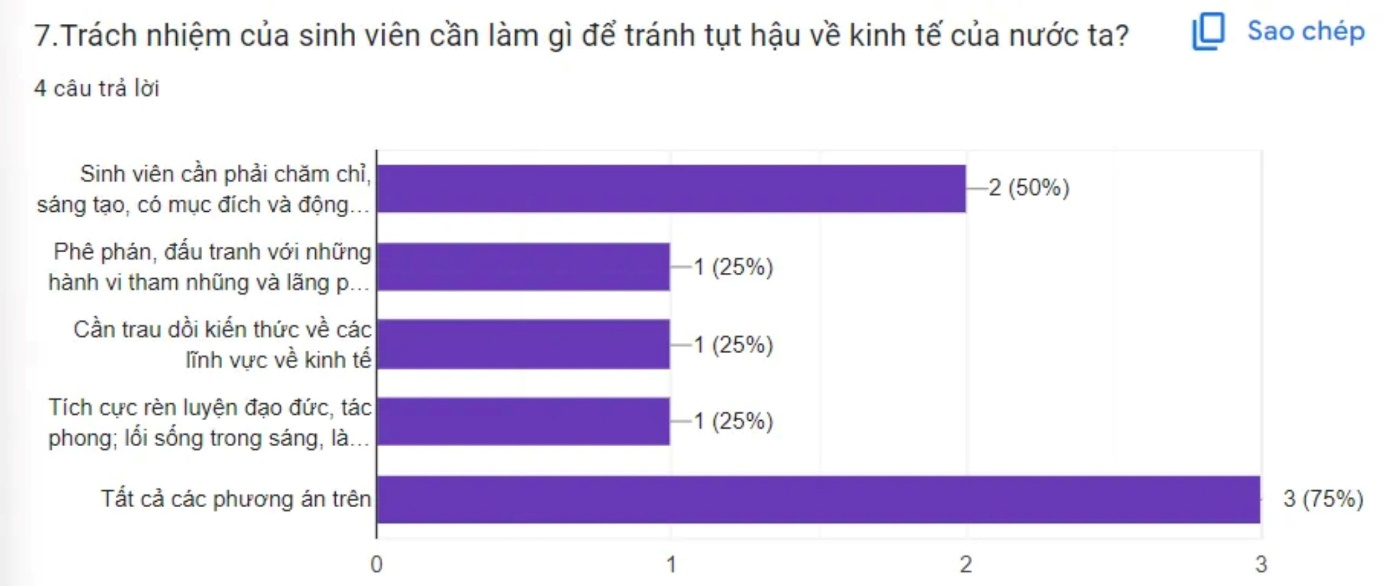 7.Trách nhiệm của sinh viên cần làm gì để tránh tụt hậu về kinh tế của nước ta?
Sao chép
4 câu trả lời
Sinh viên cần phải chăm chỉ,
sáng tạo, có mục đích và động...
2 (50%)
Phê phán, đấu tranh với những
hành vi tham nhũng và lãng p...
1 (25%)
Cần trau dồi kiến thức về các
lĩnh vực về kinh tế
1 (25%)
Tích cực rèn luyện đạo đức, tác
phong; lối sống trong sáng, là...
1 (25%)
Tất cả các phương án trên
3 (75%)
0 1 2 3